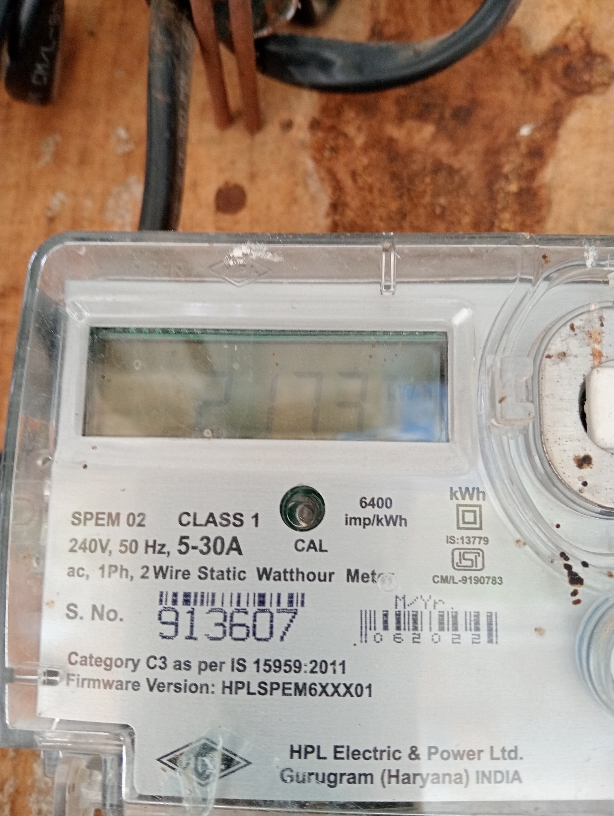 2173
SPEM 02 CLASS 1
CAL
6400
imp/kWh
kWh
IS:13779
CM/L-9190783
240V, 50 Hz, 5-30A
ac, 1Ph, 2 Wire Static Watthour Meter
S. No. 913607
M/Yr.
062022
Category C3 as per IS 15959:2011
Firmware Version: HPLSPEM6XXX01
HPL Electric & Power Ltd.
Gurugram (Haryana) INDIA